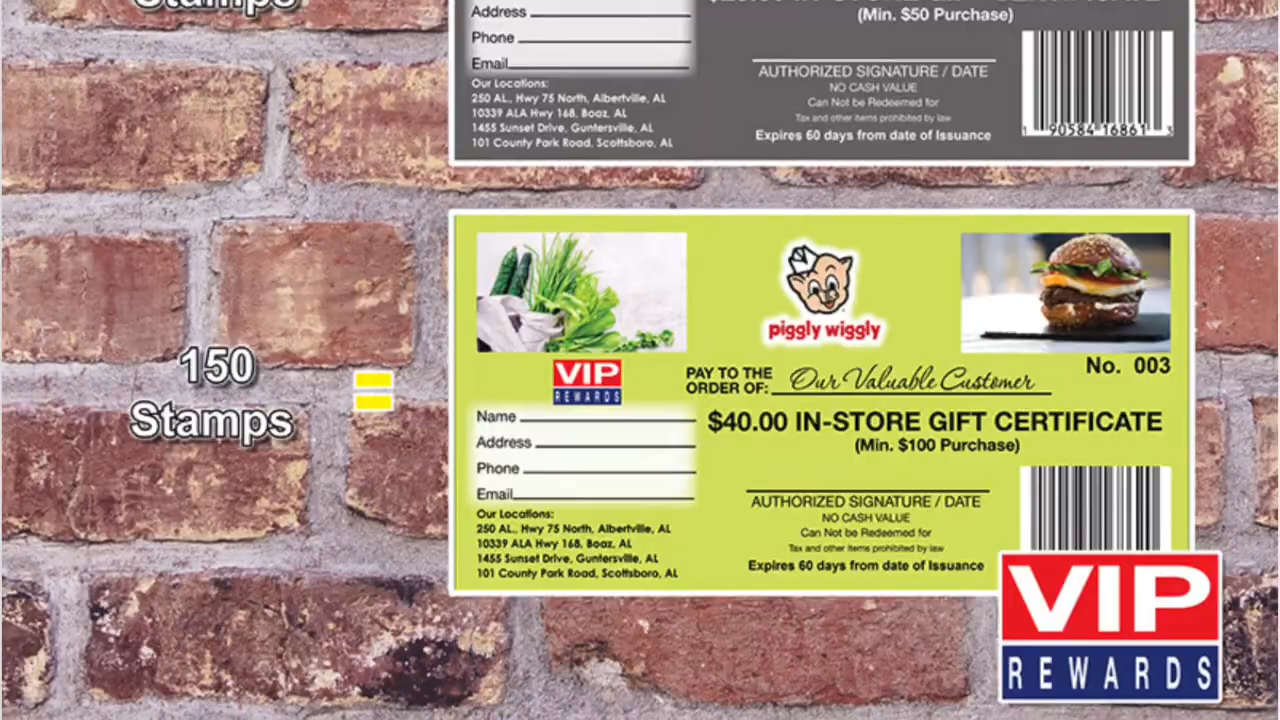 Stamps
Address
Phone
Email
(Min. $50 Purchase)
Our Locations:
250 AL., Hwy 75 North, Albertville, AL
10339 ALA Hwy 168, Boaz, AL
1455 Sunset Drive, Guntersville, AL
101 County Park Road, Scottsboro, AL
AUTHORIZED SIGNATURE / DATE
NO CASH VALUE
Can Not be Redeemed for
Tax and other items prohibited by law
Expires 60 days from date of Issuance
1 90584 16861 3
150
Stamps
=
piggly wiggly
VIP
REWARDS
PAY TO THE
ORDER OF: Our Valuable Customer
No. 003
$40.00 IN-STORE GIFT CERTIFICATE
(Min. $100 Purchase)
Name
Address
Phone
Email
Our Locations:
250 AL., Hwy 75 North, Albertville, AL
10339 ALA Hwy 168, Boaz, AL
1455 Sunset Drive, Guntersville, AL
101 County Park Road, Scottsboro, AL
AUTHORIZED SIGNATURE / DATE
NO CASH VALUE
Can Not be Redeemed for
Tax and other items prohibited by law
Expires 60 days from date of Issuance
VIP
REWARDS